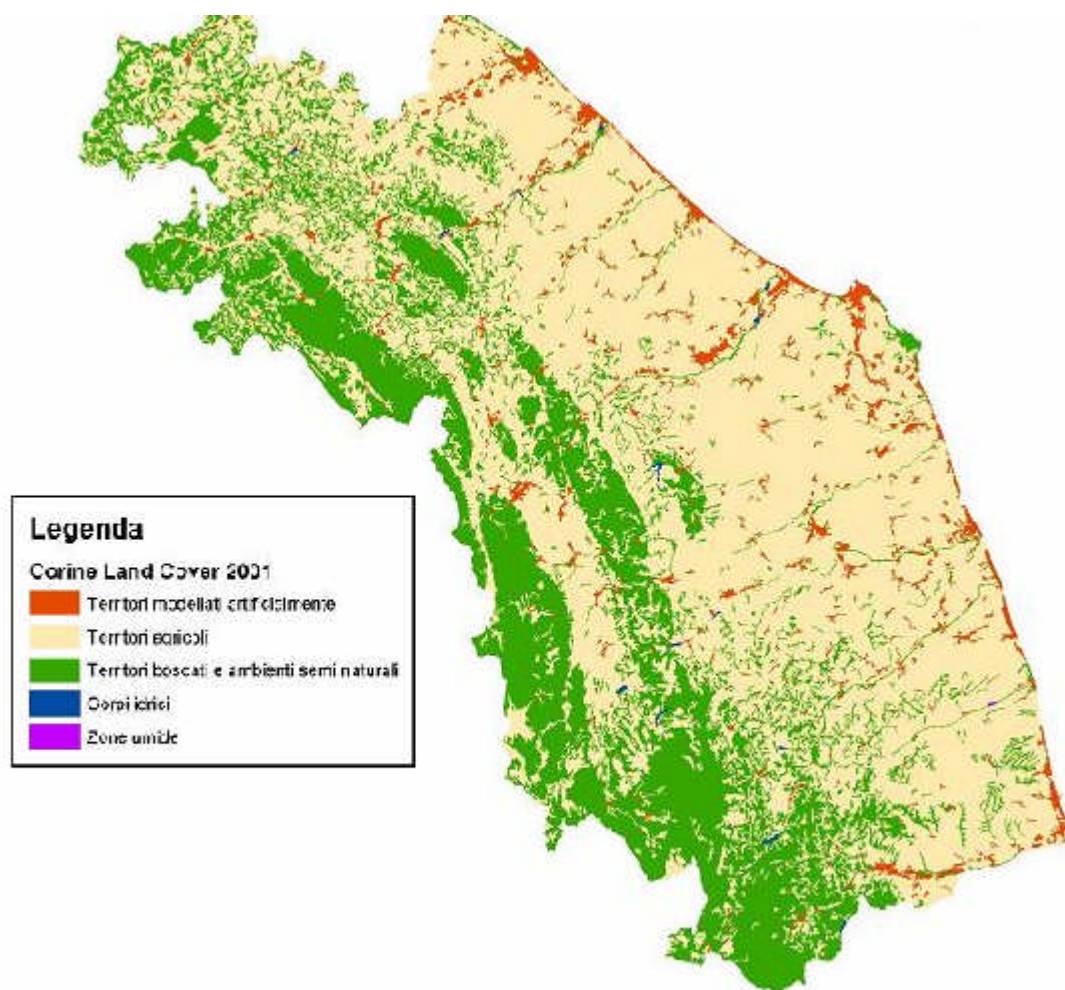 Legenda
Corine Land Cover 2001
Territori modellati artificialmente
Territori agricoli
Territori boscati e ambienti semi naturali
Corpi idrici
Zone umide